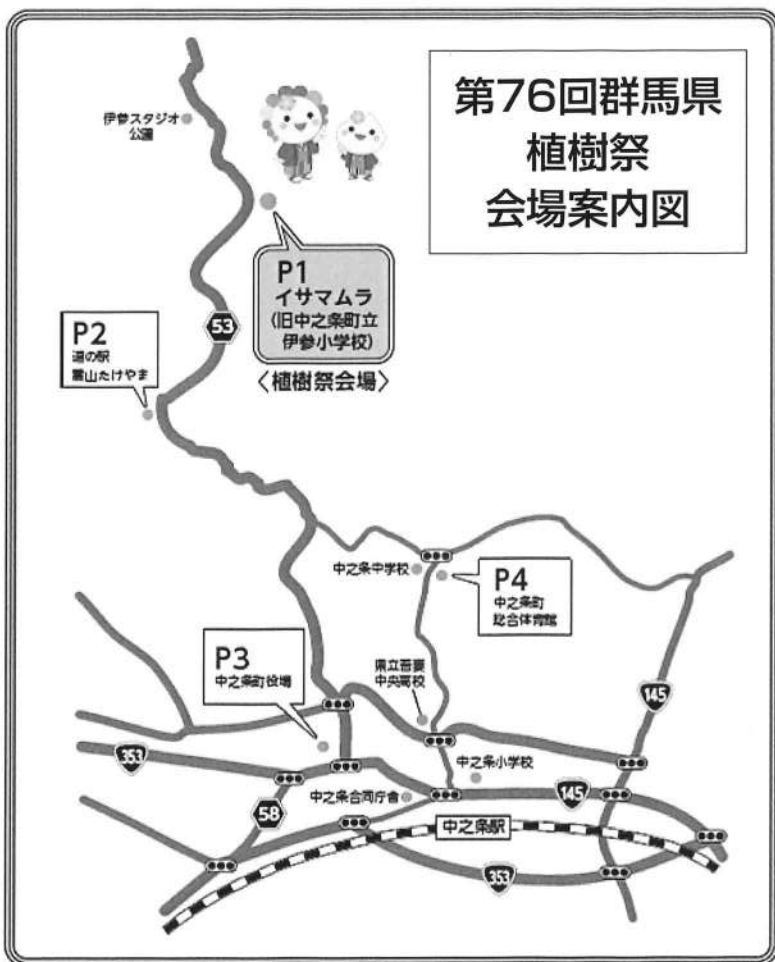 第76回群馬県
植樹祭
会場案内図
伊参スタジオ
公園
P1
イサマムラ
(旧中之条町立
伊参小学校)
〈植樹祭会場〉
53
P2
道の駅
霊山たけやま
中之条中学校
P4
中之条町
総合体育館
P3
中之条町役場
県立吾妻
中央高校
145
353
中之条小学校
58
中之条合同庁舎
145
中之条駅
353